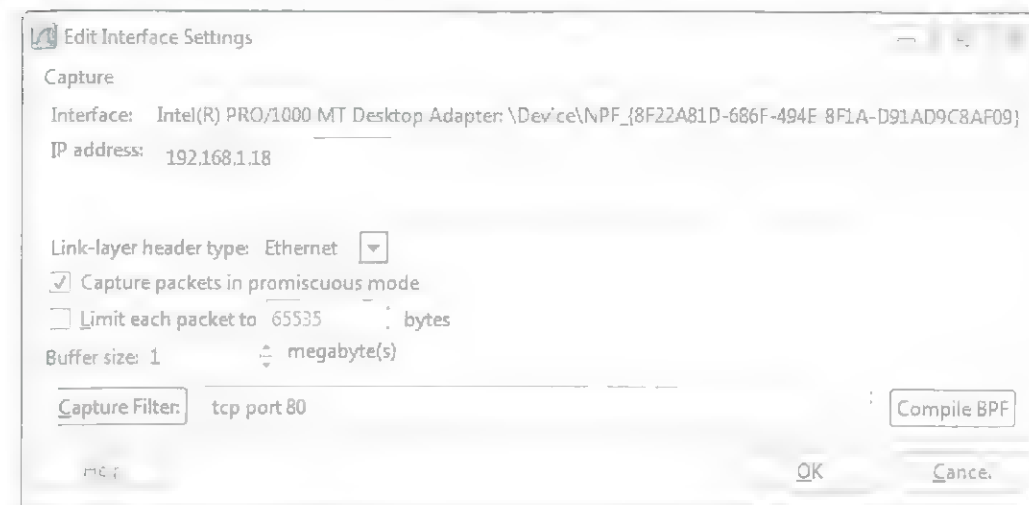 Edit Interface Settings
Capture
Interface: Intel(R) PRO/1000 MT Desktop Adapter: \Device\NPF_{8F22A81D-686F-494E-8F1A-D91AD9C8AF09}
IP address: 192.168.1.18
Link-layer header type: Ethernet
Capture packets in promiscuous mode
Limit each packet to 65535 bytes
Buffer size: 1 megabyte(s)
Capture Filter: tcp port 80 Compile BPF
OK Cancel